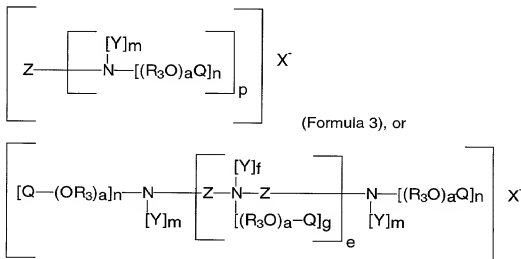 [Y]m
Z N [(R3O)aQ]n X-
p
(Formula 3), or
[Y]f
[Q (OR3)a]n N Z N Z N [(R3O)aQ]n X-
[Y]m [(R3O)a-Q]g [Y]m
e